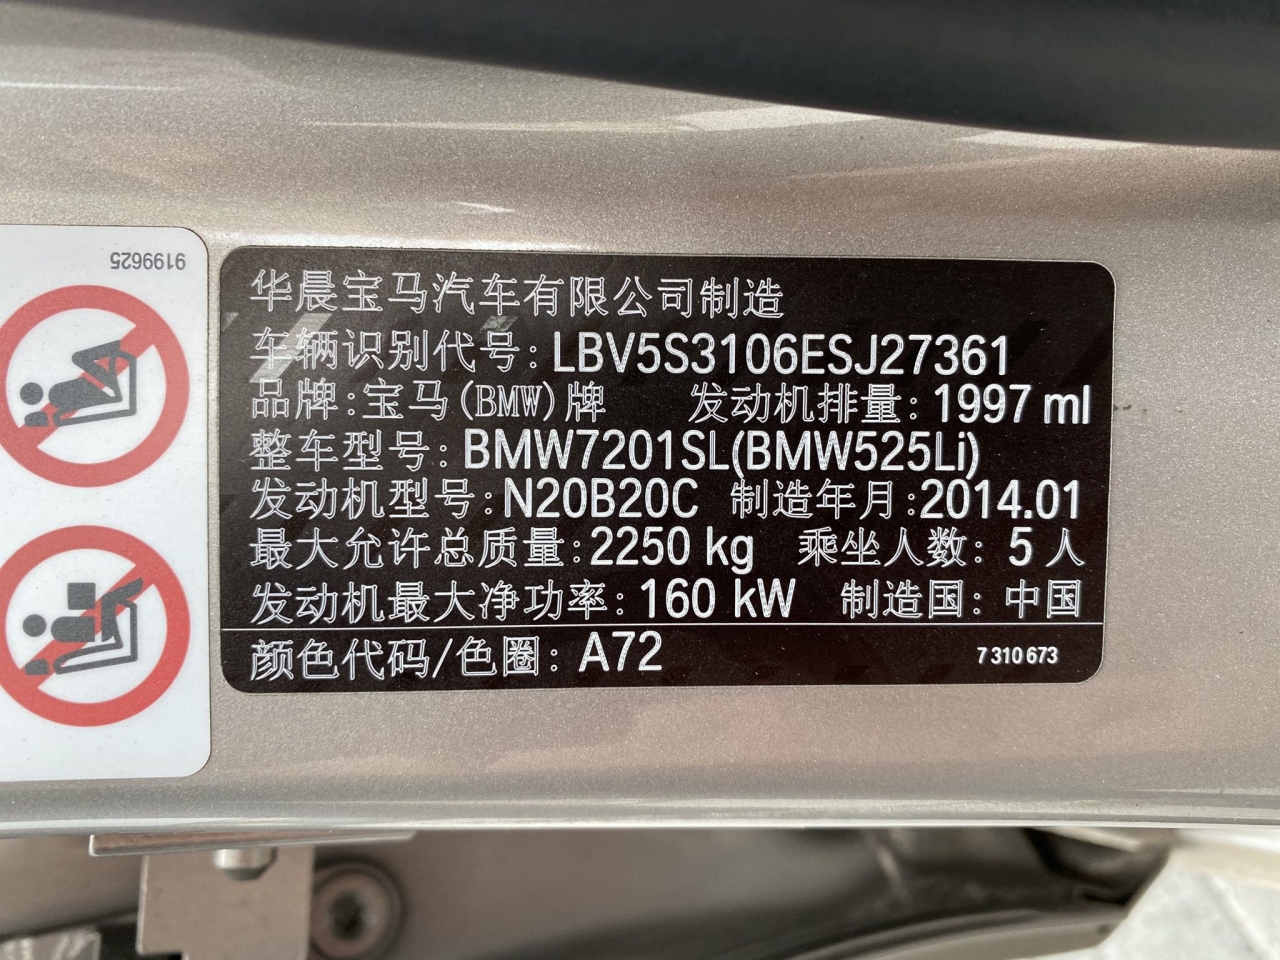 9199625
华晨宝马汽车有限公司制造
车辆识别代号: LBV5S3106ESJ27361
品牌:宝马(BMW)牌 发动机排量: 1997 ml
整车型号: BMW7201SL(BMW525Li)
发动机型号:N20B20C 制造年月:2014.01
最大允许总质量:2250 kg 乘坐人数: 5 人
发动机最大净功率: 160 kW 制造国: 中国
颜色代码/色圈: A72 7 310 673